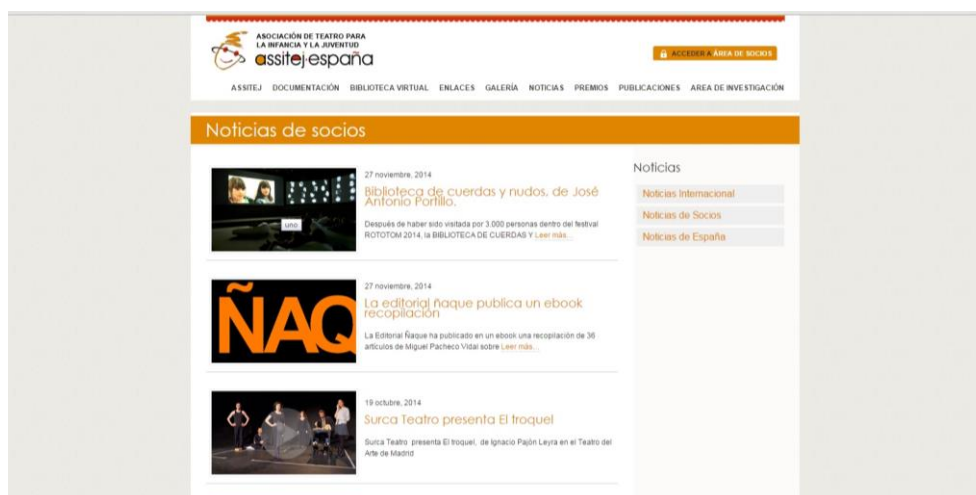 ASOCIACIÓN DE TEATRO PARA
LA INFANCIA Y LA JUVENTUD
assitej·españa
ACCEDER A ÁREA DE SOCIOS
ASSITEJ DOCUMENTACIÓN BIBLIOTECA VIRTUAL ENLACES GALERÍA NOTICIAS PREMIOS PUBLICACIONES AREA DE INVESTIGACIÓN
Noticias de socios
27 noviembre, 2014
Biblioteca de cuerdas y nudos, de José
Antonio Portillo.
Después de haber sido visitada por 3.000 personas dentro del festival
ROTOTOM 2014, la BIBLIOTECA DE CUERDAS Y Leer más...
uno
27 noviembre, 2014
La editorial ñaque publica un ebook
recopilación
La Editorial Ñaque ha publicado en un ebook una recopilación de 36
artículos de Miguel Pacheco Vidal sobre Leer más...
ÑAQ
19 octubre, 2014
Surca Teatro presenta El troquel
Surca Teatro presenta El troquel, de Ignacio Pajón Leyra en el Teatro del
Arte de Madrid
Noticias
Noticias Internacional
Noticias de Socios
Noticias de España